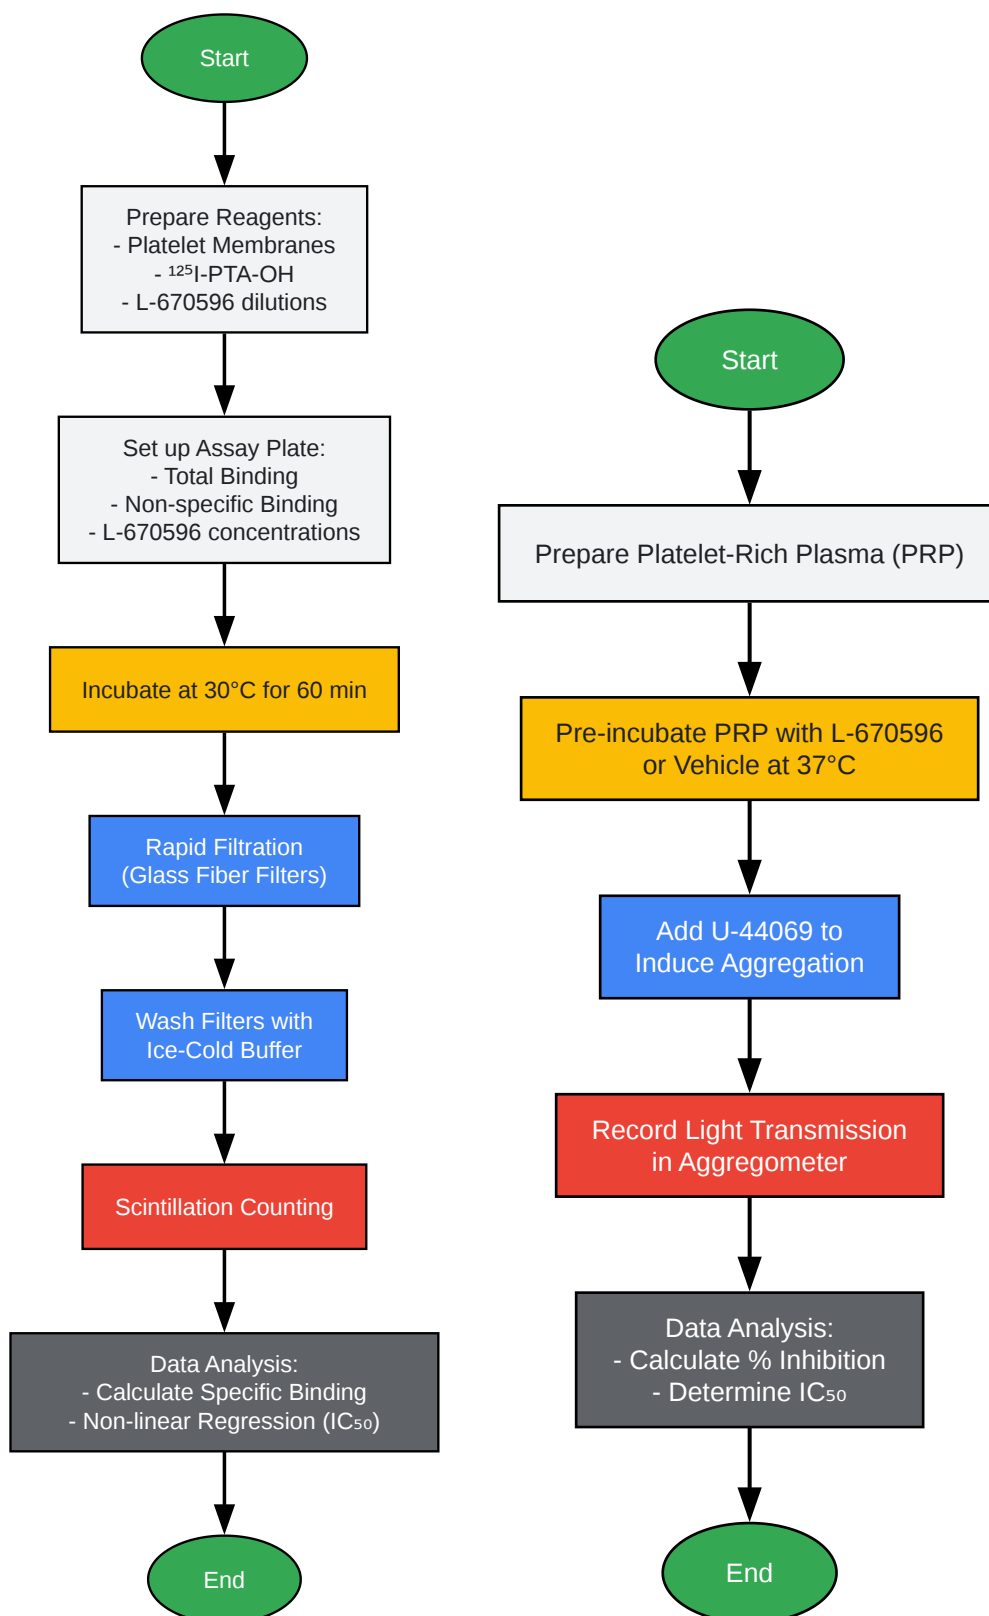 Start
Prepare Reagents:
- Platelet Membranes
- ¹²⁵I-PTA-OH
- L-670596 dilutions
Set up Assay Plate:
- Total Binding
- Non-specific Binding
- L-670596 concentrations
Incubate at 30°C for 60 min
Rapid Filtration
(Glass Fiber Filters)
Wash Filters with
Ice-Cold Buffer
Scintillation Counting
Data Analysis:
- Calculate Specific Binding
- Non-linear Regression (IC₅₀)
End
Start
Prepare Platelet-Rich Plasma (PRP)
Pre-incubate PRP with L-670596
or Vehicle at 37°C
Add U-44069 to
Induce Aggregation
Record Light Transmission
in Aggregometer
Data Analysis:
- Calculate % Inhibition
- Determine IC₅₀
End